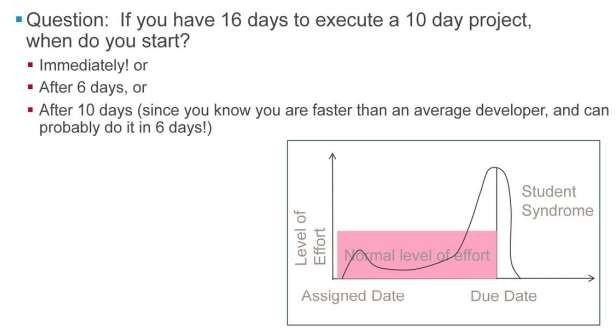 Question: If you have 16 days to execute a 10 day project,
when do you start?
Immediately! or
After 6 days, or
After 10 days (since you know you are faster than an average developer, and can
probably do it in 6 days!)
Level of
Effort
Student
Syndrome
Normal level of effort
Assigned Date
Due Date